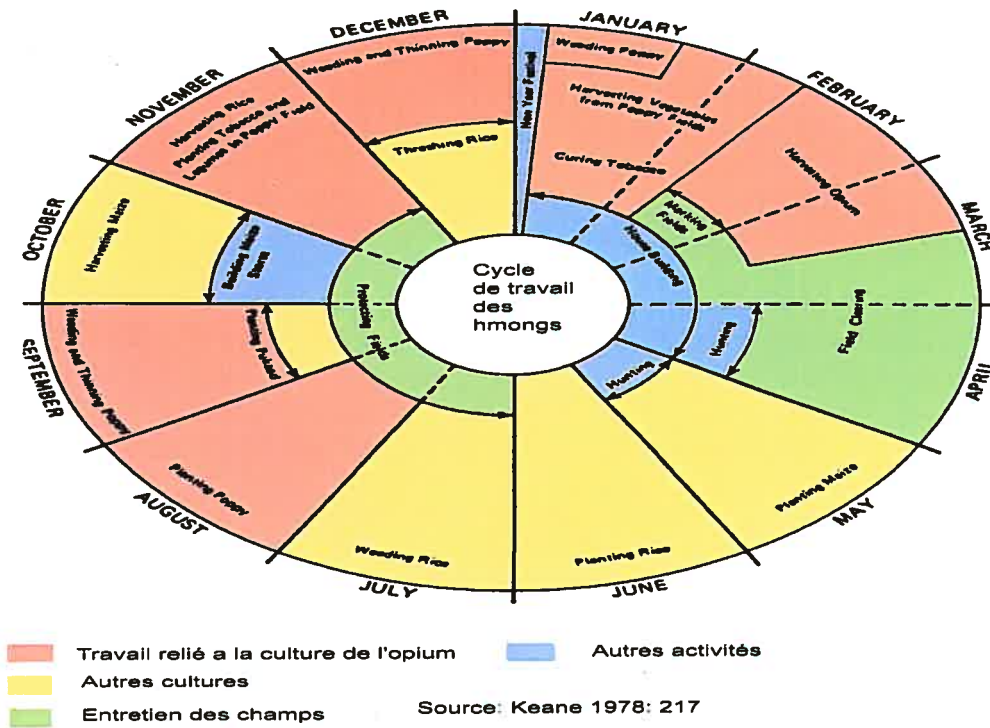 DECEMBER
JANUARY
FEBRUARY
MARCH
APRIL
MAY
JUNE
JULY
AUGUST
SEPTEMBER
OCTOBER
NOVEMBER
New Year Festival
Weeding Poppy
Harvesting Vegetables
from Poppy Fields
Curing Tobacco
Harvesting Opium
Marking
Fields
House Building
Field Clearing
Hunting
Hunting
Planting Maize
Planting Rice
Weeding Rice
Planting Poppy
Weeding and Thinning Poppy
Planting
Protecting Fields
Harvesting Maize
Building Maize
Stores
Harvesting Rice
Planting Tobacco and
Legumes in Poppy Field
Weeding and Thinning Poppy
Threshing Rice
Cycle
de travail
des
hmongs
Travail relié a la culture de l'opium
Autres activités
Autres cultures
Entretien des champs
Source: Keane 1978: 217